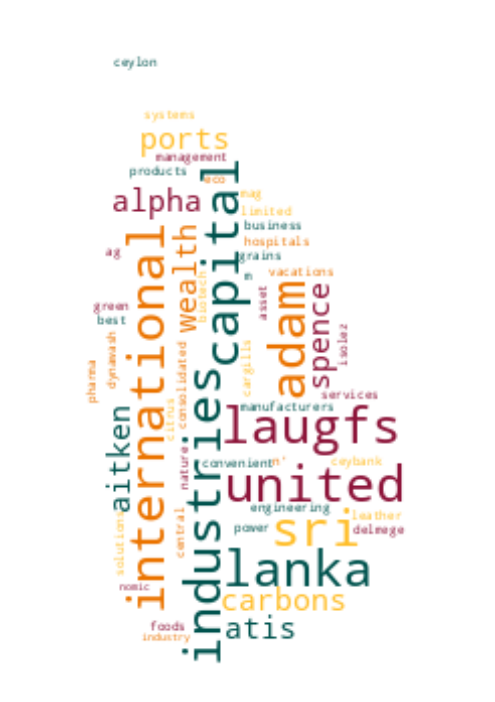 ceylon
systems
ports
management
products
eco
capital
alpha
mag
limited
business
hospitals
grains
ag
international
wealth
m
vacations
biotech
adam
spence
asset
green
best
isolez
dynawash
pharma
consolidated
cargills
industries
services
citrus
manufacturers
aitken
laugfs
nature
convenient
n'
ceybank
united
engineering
leather
solutions
central
power
sri
delmege
lanka
nomic
carbons
foods
atis
industry